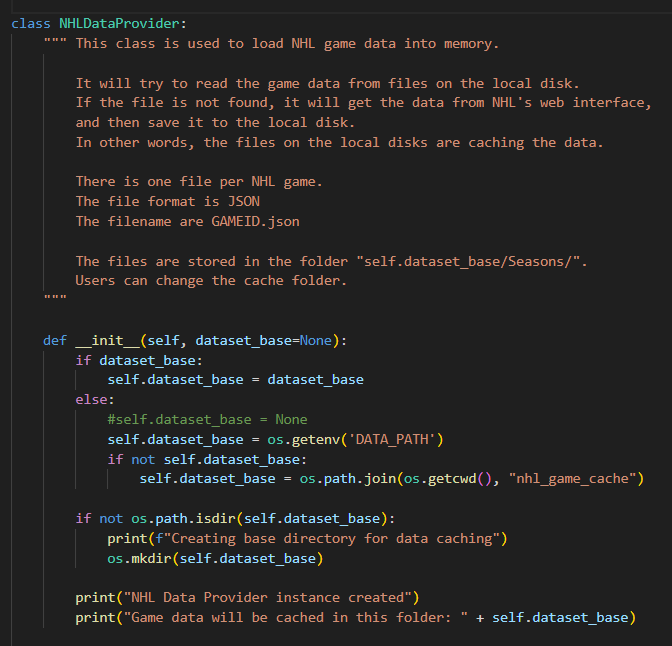 class NHLDataProvider:
    """ This class is used to load NHL game data into memory.

        It will try to read the game data from files on the local disk.
        If the file is not found, it will get the data from NHL's web interface,
        and then save it to the local disk.
        In other words, the files on the local disks are caching the data.

        There is one file per NHL game.
        The file format is JSON
        The filename are GAMEID.json

        The files are stored in the folder "self.dataset_base/Seasons/".
        Users can change the cache folder.
    """

    def __init__(self, dataset_base=None):
        if dataset_base:
            self.dataset_base = dataset_base
        else:
            #self.dataset_base = None
            self.dataset_base = os.getenv('DATA_PATH')
            if not self.dataset_base:
                self.dataset_base = os.path.join(os.getcwd(), "nhl_game_cache")

        if not os.path.isdir(self.dataset_base):
            print(f"Creating base directory for data caching")
            os.mkdir(self.dataset_base)

        print("NHL Data Provider instance created")
        print("Game data will be cached in this folder: " + self.dataset_base)